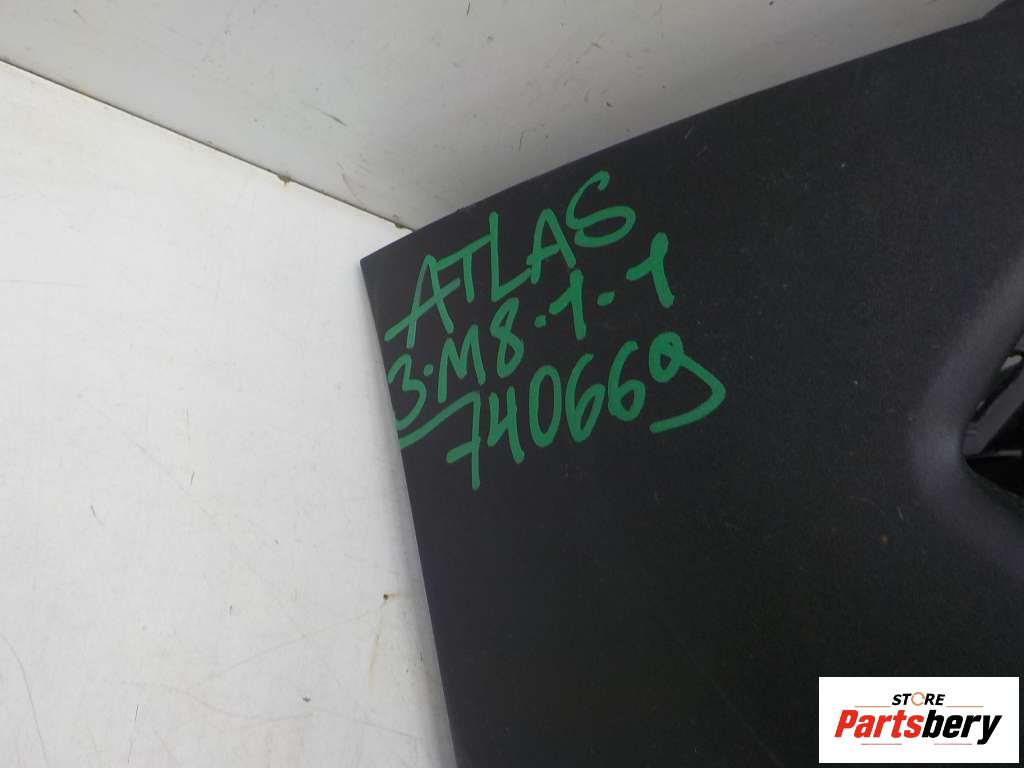 ATLAS
3.M8.1.1
740669
STORE
Partsbery